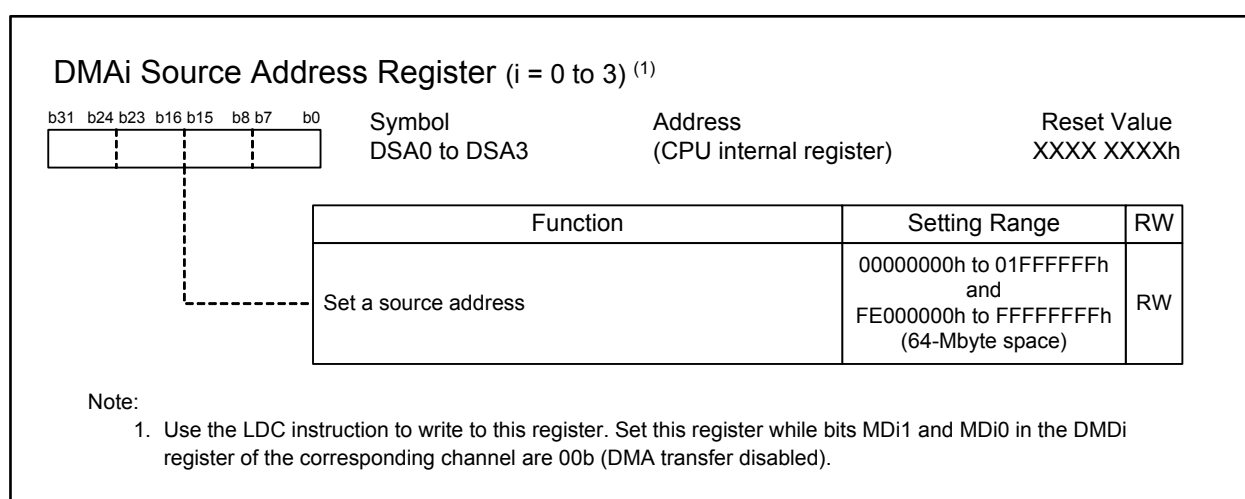 DMAi Source Address Register (i = 0 to 3) (1)
b31 b24 b23 b16 b15 b8 b7 b0
Symbol Address Reset Value
DSA0 to DSA3 (CPU internal register) XXXX XXXXh
Function Setting Range RW
Set a source address
00000000h to 01FFFFFFh
and
FE000000h to FFFFFFFFh
(64-Mbyte space)
RW
Note:
1. Use the LDC instruction to write to this register. Set this register while bits MDi1 and MDi0 in the DMDi
register of the corresponding channel are 00b (DMA transfer disabled).